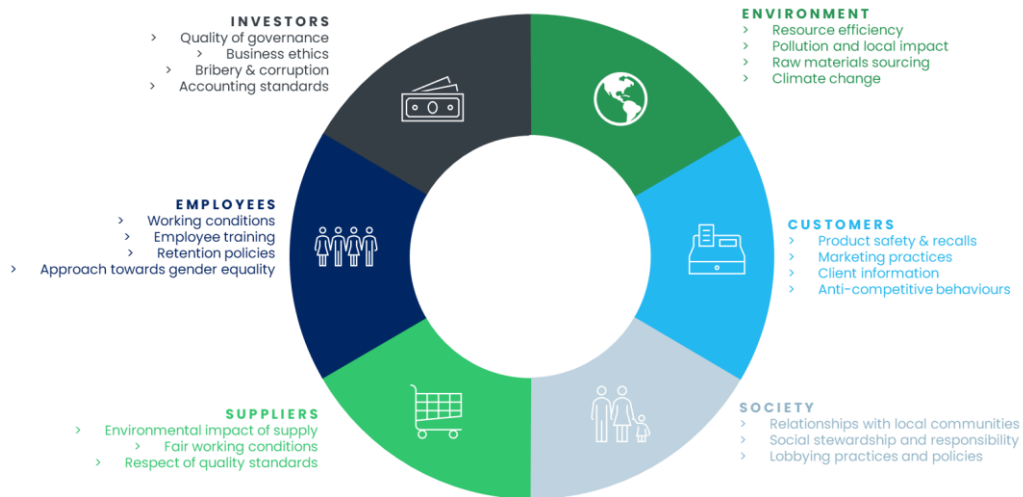 INVESTORS
> Quality of governance
> Business ethics
> Bribery & corruption
> Accounting standards
ENVIRONMENT
> Resource efficiency
> Pollution and local impact
> Raw materials sourcing
> Climate change
EMPLOYEES
> Working conditions
> Employee training
> Retention policies
> Approach towards gender equality
CUSTOMERS
> Product safety & recalls
> Marketing practices
> Client information
> Anti-competitive behaviours
SUPPLIERS
> Environmental impact of supply
> Fair working conditions
> Respect of quality standards
SOCIETY
> Relationships with local communities
> Social stewardship and responsibility
> Lobbying practices and policies